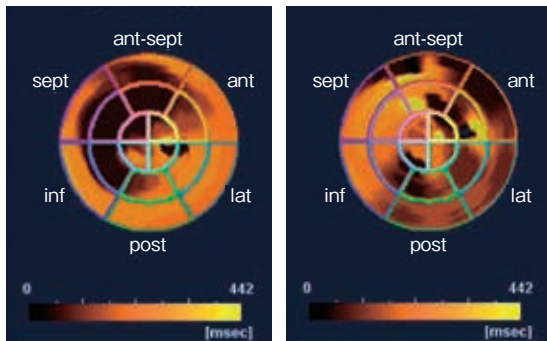 ant-sept
sept
ant
inf
lat
post
0
442
[msec]
ant-sept
sept
ant
inf
lat
post
0
442
[msec]